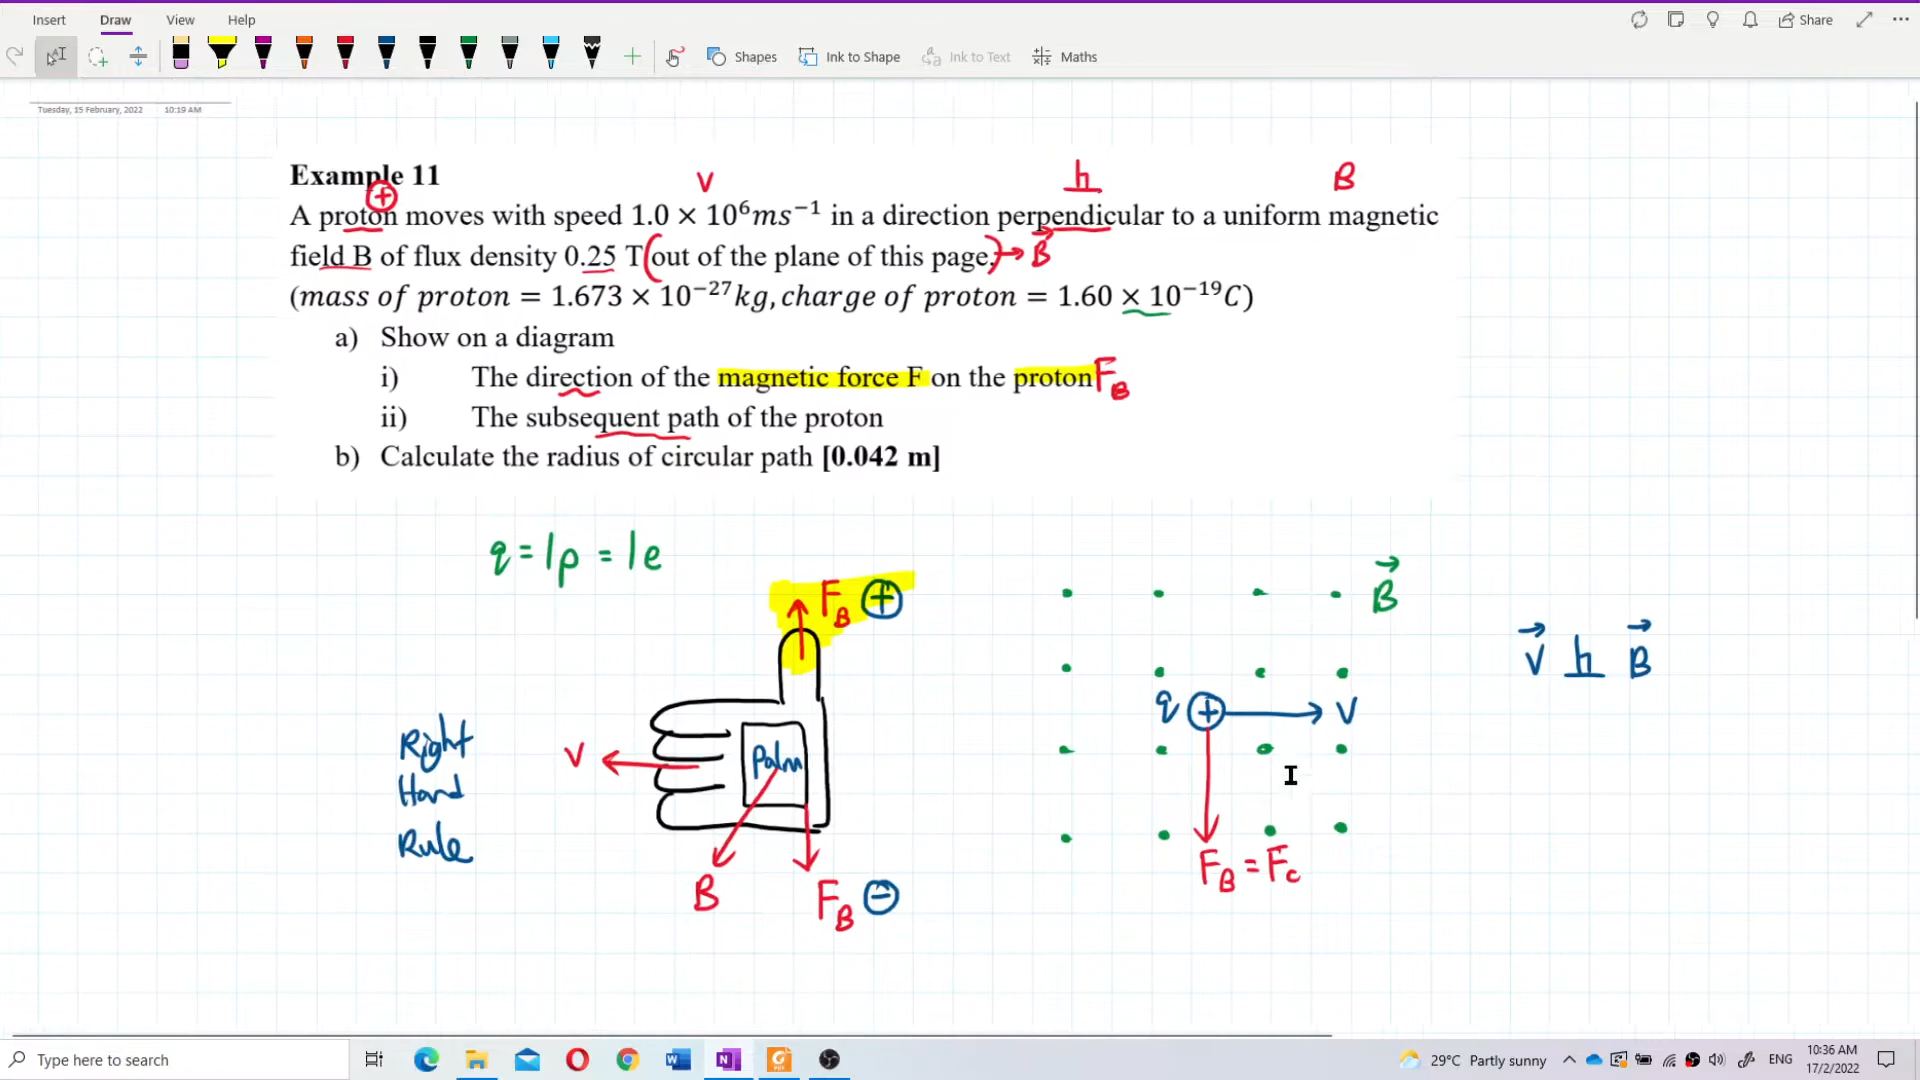 Insert Draw View Help
Share
Shapes Ink to Shape Ink to Text Maths
Tuesday, 15 February, 2022 10:19 AM
Example 11
+
V
B
A proton moves with speed 1.0 × 10⁶ms⁻¹ in a direction perpendicular to a uniform magnetic
field B of flux density 0.25 T(out of the plane of this page.)→ B
(mass of proton = 1.673 × 10⁻²⁷kg, charge of proton = 1.60 × 10⁻¹⁹C)
a) Show on a diagram
i) The direction of the magnetic force F on the proton F_B
ii) The subsequent path of the proton
b) Calculate the radius of circular path [0.042 m]
q = 1p = 1e
F_B +
Right
Hand
Rule
V
Palm
B
F_B −
B
q + V
F_B = F_c
V B
Type here to search
29°C Partly sunny
ENG
10:36 AM
17/2/2022